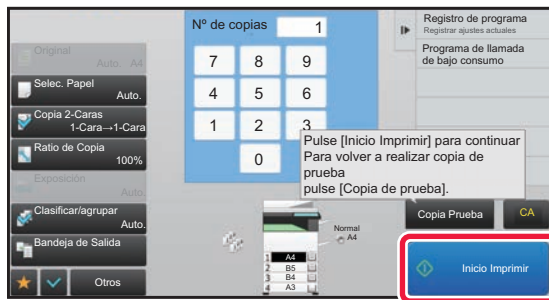 Nº de copias
1
Registro de programa
Registrar ajustes actuales
Programa de llamada
de bajo consumo
Original
Auto. A4
Selec. Papel
Auto.
Copia 2-Caras
1-Cara→1-Cara
Ratio de Copia
100%
Exposición
Auto.
Clasificar/agrupar
Auto.
Bandeja de Salida
Otros
7
8
9
4
5
6
1
2
3
0
Pulse [Inicio Imprimir] para continuar
Para volver a realizar copia de
prueba
pulse [Copia de prueba].
Normal
A4
1 A4
2 B5
3 B4
4 A3
Copia Prueba
CA
Inicio Imprimir